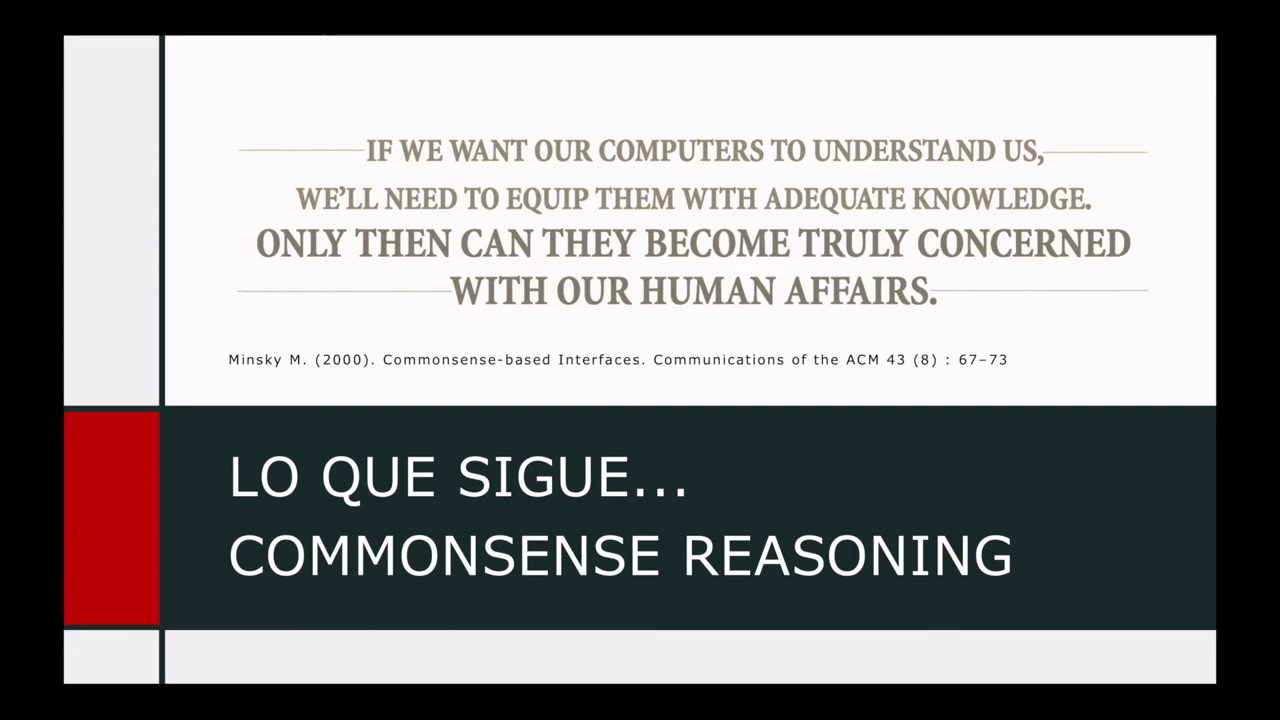 IF WE WANT OUR COMPUTERS TO UNDERSTAND US,
WE’LL NEED TO EQUIP THEM WITH ADEQUATE KNOWLEDGE.
ONLY THEN CAN THEY BECOME TRULY CONCERNED
WITH OUR HUMAN AFFAIRS.
Minsky M. (2000). Commonsense-based Interfaces. Communications of the ACM 43 (8) : 67–73
LO QUE SIGUE...
COMMONSENSE REASONING